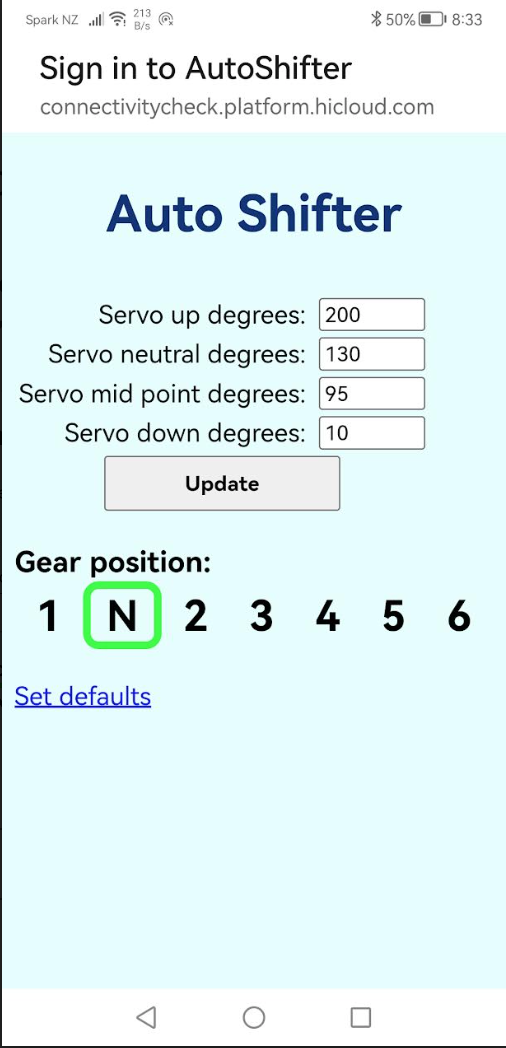 Spark NZ 213 B/s 50% 8:33
Sign in to AutoShifter
connectivitycheck.platform.hicloud.com
Auto Shifter
Servo up degrees: 200
Servo neutral degrees: 130
Servo mid point degrees: 95
Servo down degrees: 10
Update
Gear position:
1 N 2 3 4 5 6
Set defaults